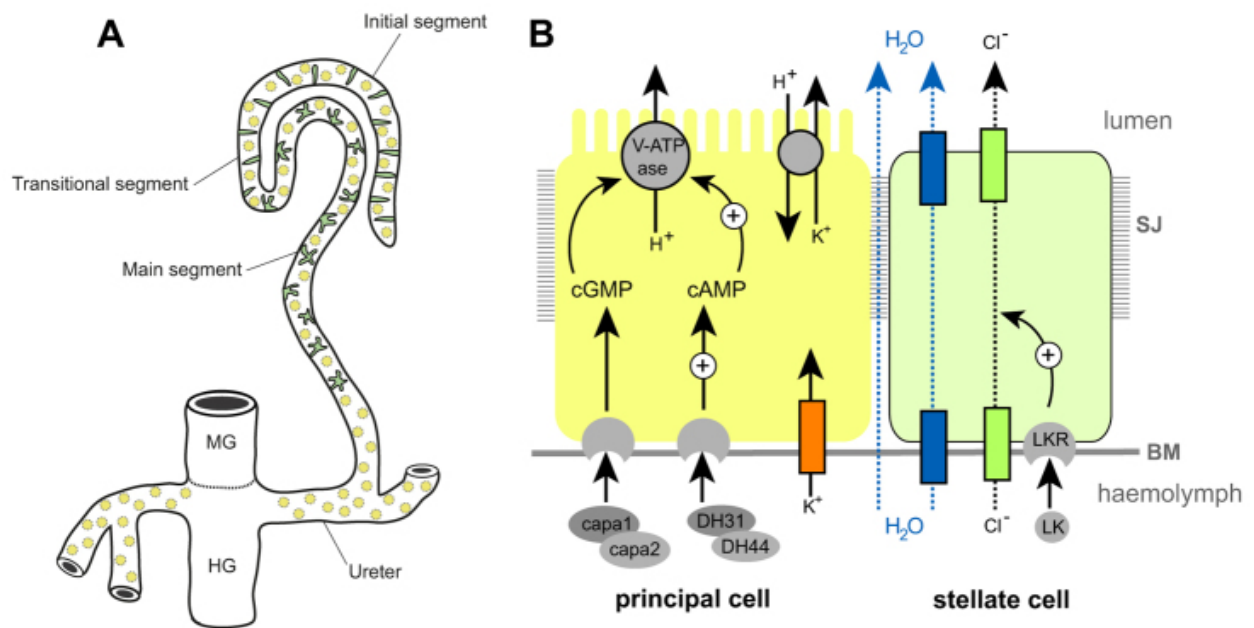 A
Initial segment
Transitional segment
Main segment
MG
HG
Ureter
B
H₂O
Cl⁻
H⁺
lumen
V-ATP
ase
H⁺
K⁺
SJ
cGMP
cAMP
+
+
+
LKR
BM
haemolymph
capa1
capa2
DH31
DH44
K⁺
H₂O
Cl⁻
LK
principal cell
stellate cell